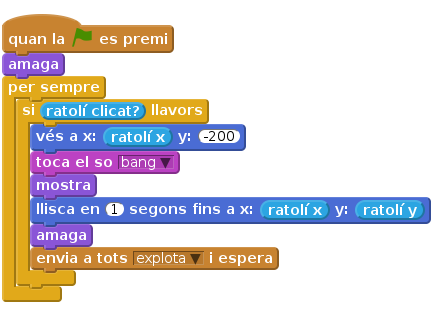 quan la es premi
amaga
per sempre
si ratolí clicat? llavors
vés a x: ratolí x y: -200
toca el so bang
mostra
llisca en 1 segons fins a x: ratolí x y: ratolí y
amaga
envia a tots explota i espera